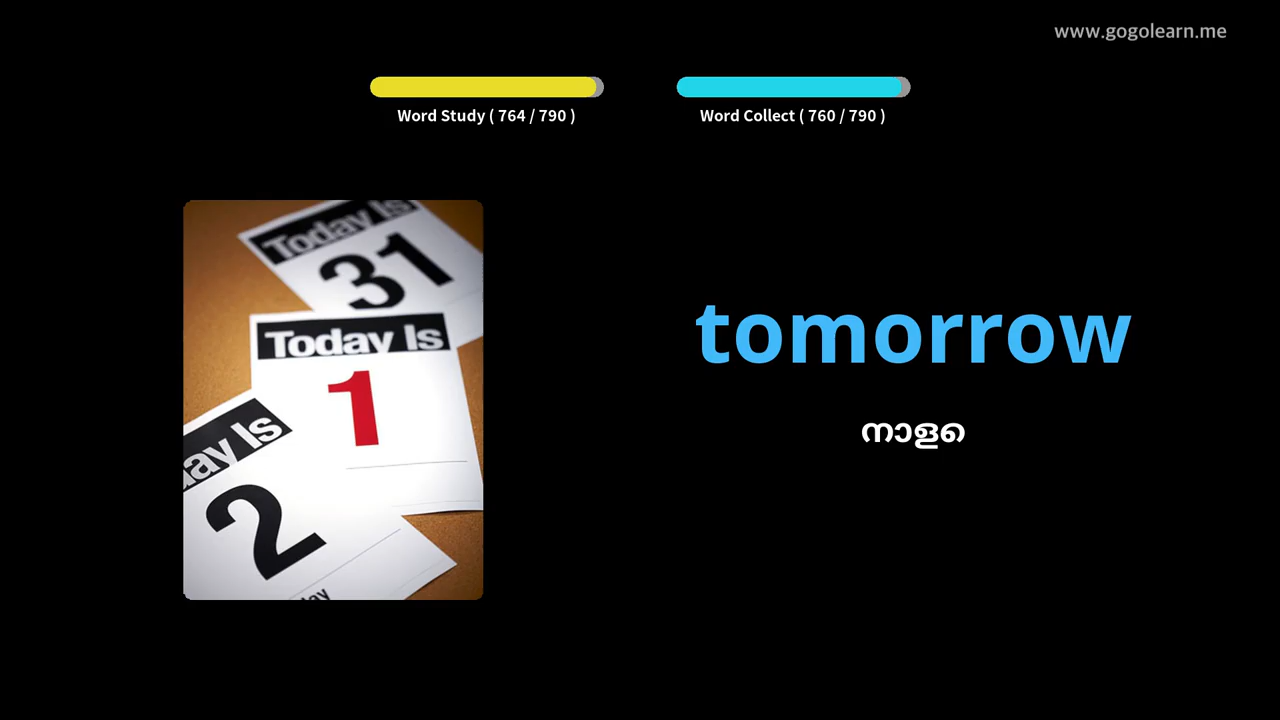 www.gogolearn.me
Word Study ( 764 / 790 )
Word Collect ( 760 / 790 )
Today Is
31
Today Is
1
day Is
2
tomorrow
നാളെ